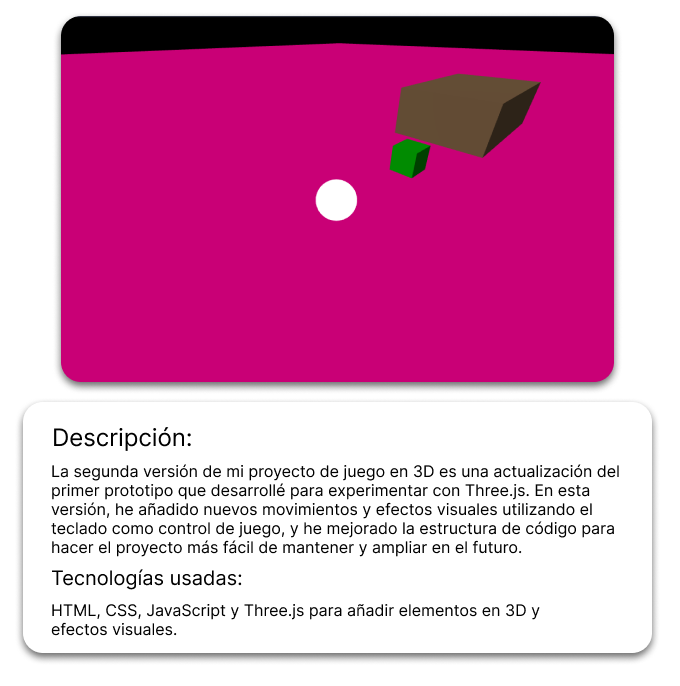 Descripción:
La segunda versión de mi proyecto de juego en 3D es una actualización del
primer prototipo que desarrollé para experimentar con Three.js. En esta
versión, he añadido nuevos movimientos y efectos visuales utilizando el
teclado como control de juego, y he mejorado la estructura de código para
hacer el proyecto más fácil de mantener y ampliar en el futuro.
Tecnologías usadas:
HTML, CSS, JavaScript y Three.js para añadir elementos en 3D y
efectos visuales.